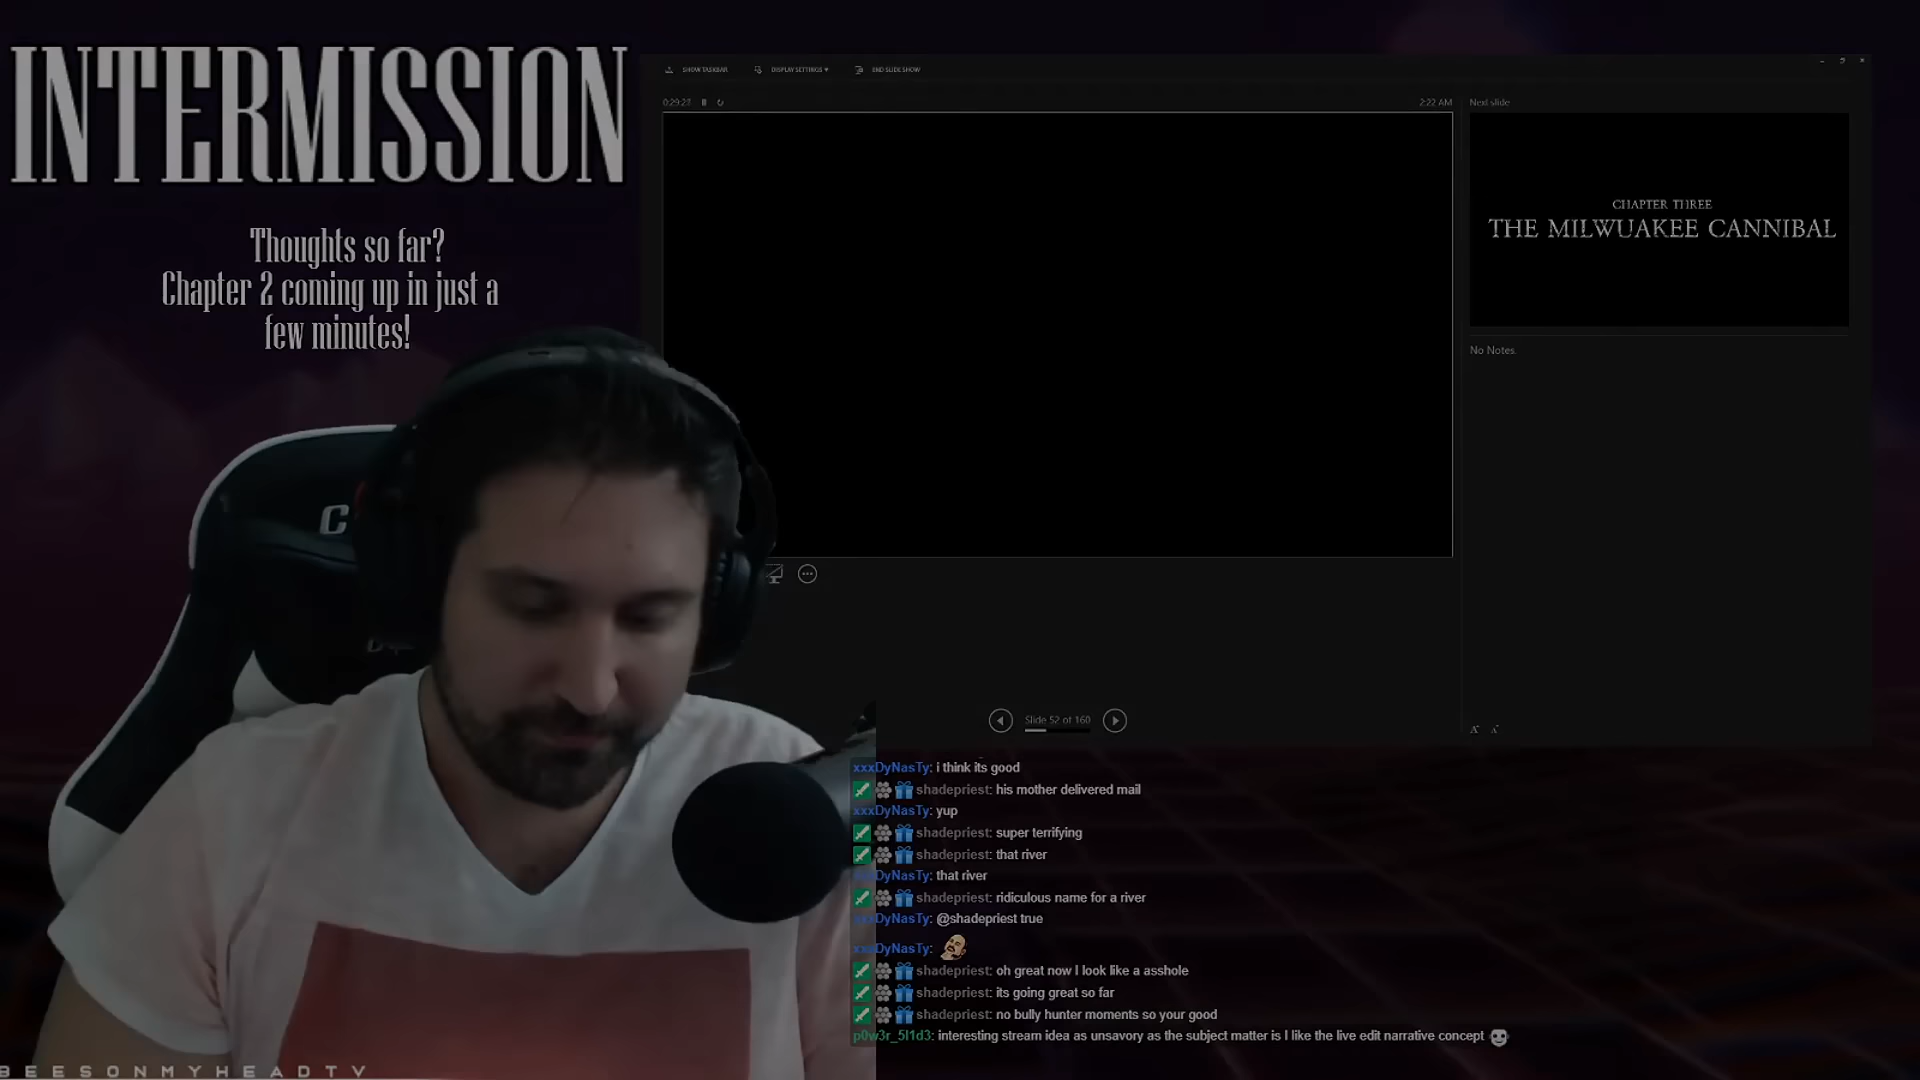 INTERMISSION
Thoughts so far?
Chapter 2 coming up in just a
few minutes!
SHOW TASKBAR
DISPLAY SETTINGS
END SLIDE SHOW
0:29:23
2:22 AM
Next slide
CHAPTER THREE
THE MILWUAKEE CANNIBAL
No Notes.
C
Slide 52 of 160
A A
xxxDyNasTy: i think its good
shadepriest: his mother delivered mail
xxxDyNasTy: yup
shadepriest: super terrifying
shadepriest: that river
xxxDyNasTy: that river
shadepriest: ridiculous name for a river
xxxDyNasTy: @shadepriest true
xxxDyNasTy:
shadepriest: oh great now I look like a asshole
shadepriest: its going great so far
shadepriest: no bully hunter moments so your good
p0w3r_5l1d3: interesting stream idea as unsavory as the subject matter is I like the live edit narrative concept
BEESONMYHEADTV